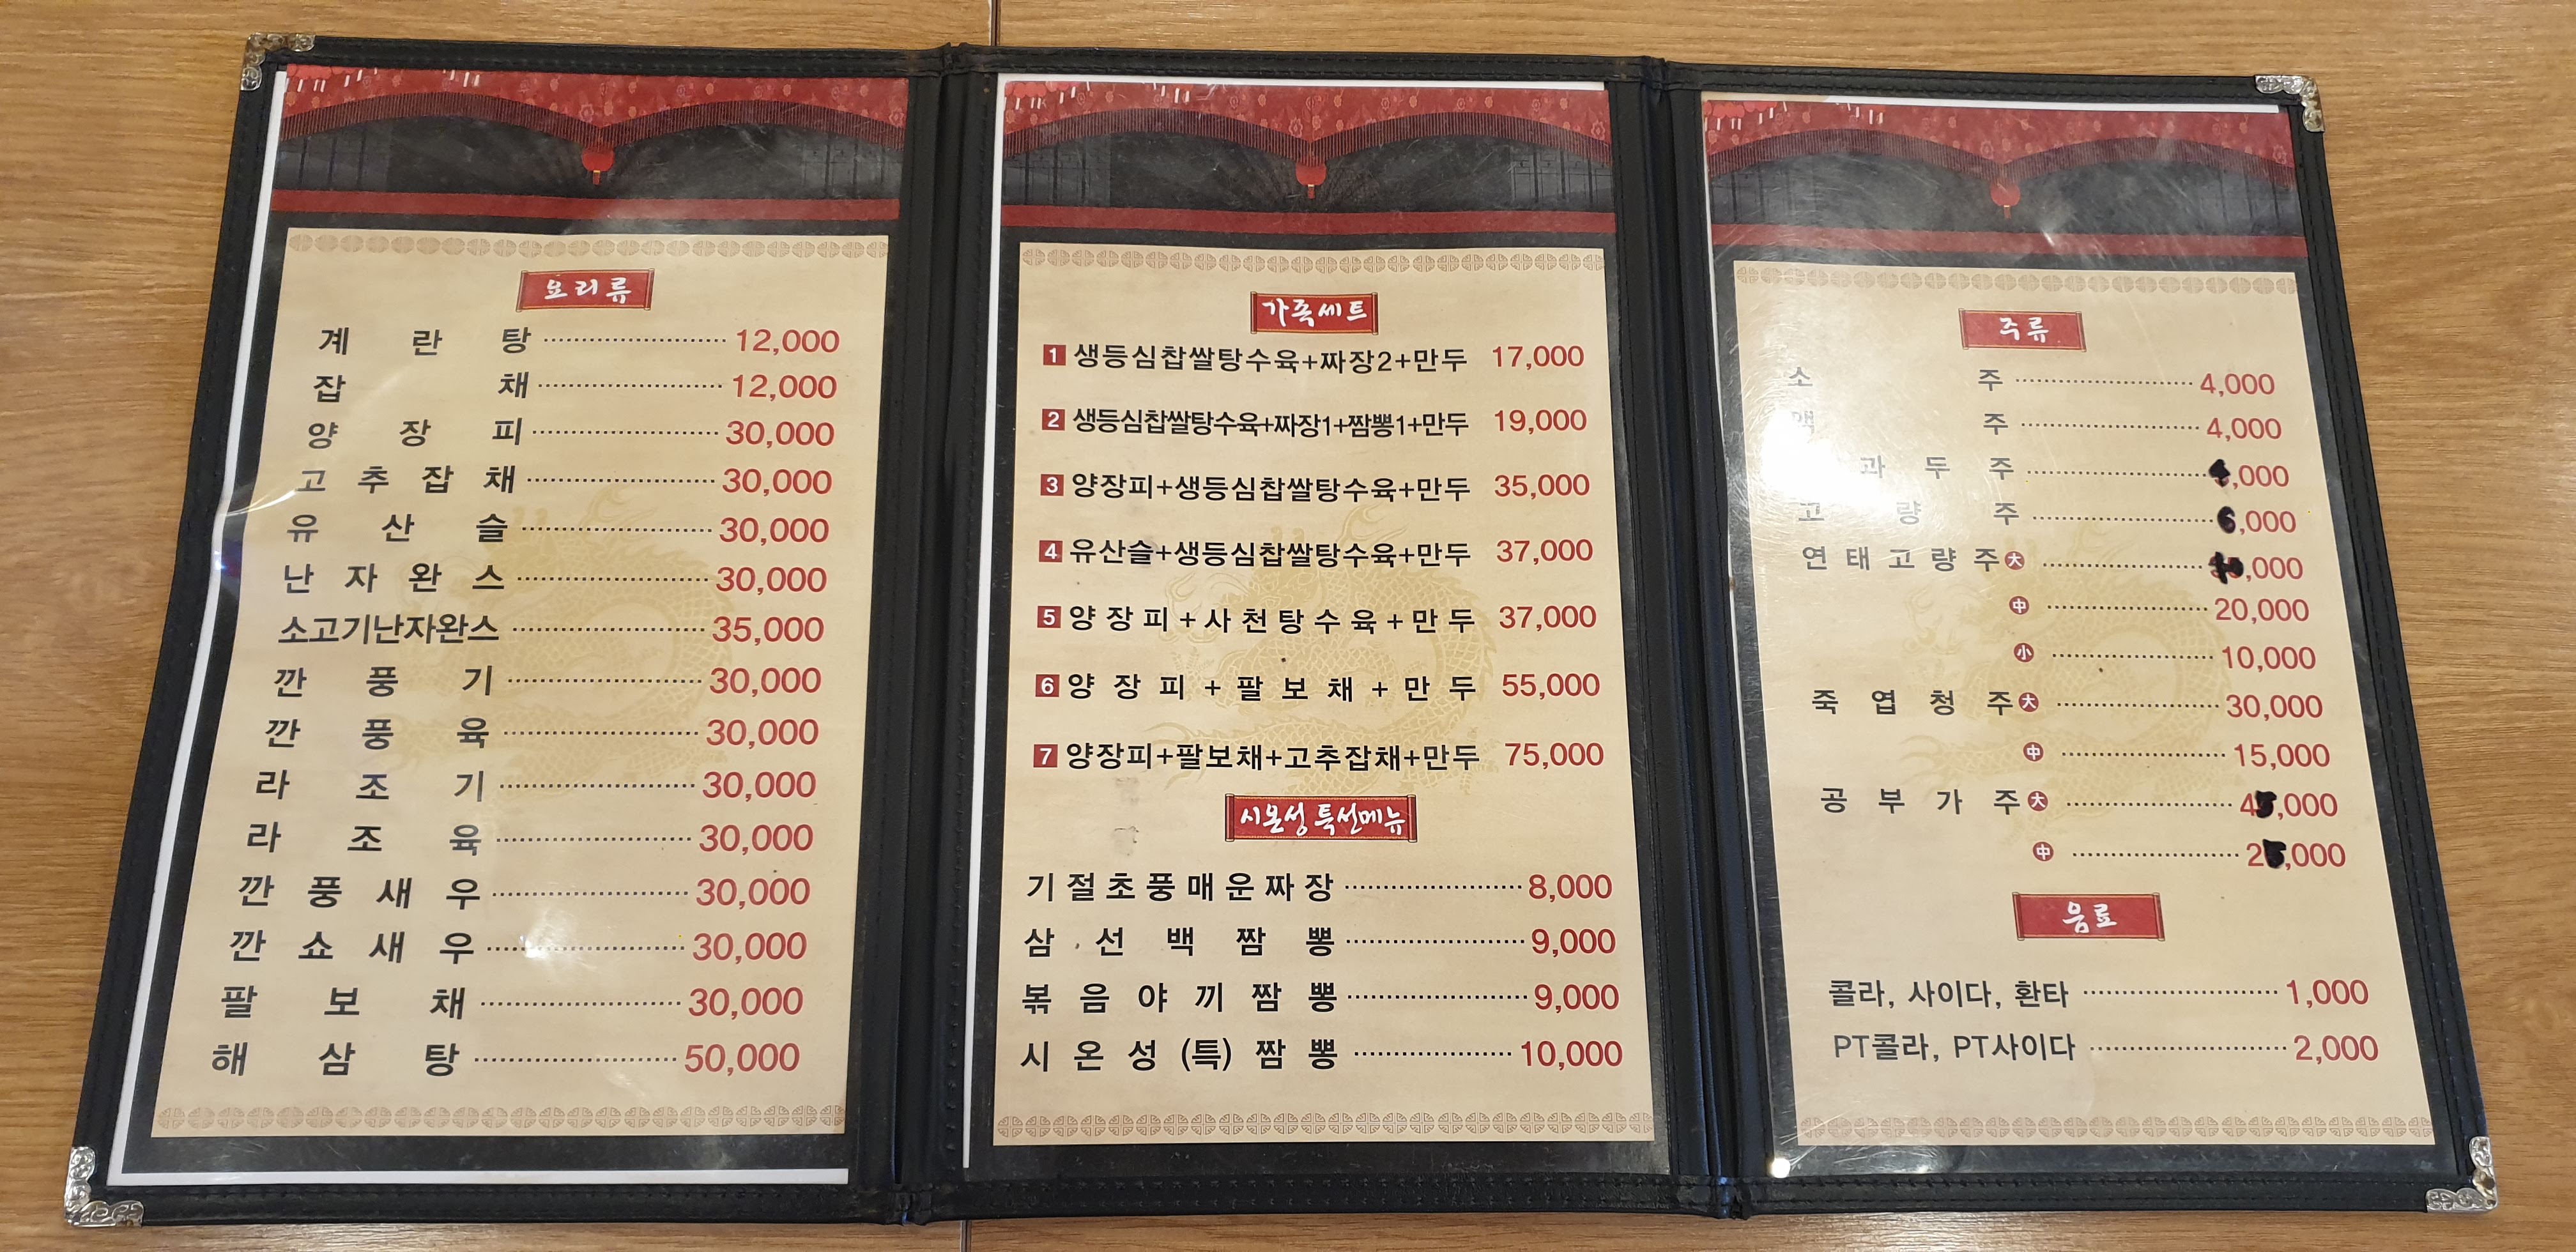 요리류
계란탕 12,000
잡채 12,000
양장피 30,000
고추잡채 30,000
유산슬 30,000
난자완스 30,000
소고기난자완스 35,000
깐풍기 30,000
깐풍육 30,000
라조기 30,000
라조육 30,000
깐풍새우 30,000
깐쇼새우 30,000
팔보채 30,000
해삼탕 50,000
가족세트
1 생등심찹쌀탕수육+짜장2+만두 17,000
2 생등심찹쌀탕수육+짜장1+짬뽕1+만두 19,000
3 양장피+생등심찹쌀탕수육+만두 35,000
4 유산슬+생등심찹쌀탕수육+만두 37,000
5 양장피+사천탕수육+만두 37,000
6 양장피+팔보채+만두 55,000
7 양장피+팔보채+고추잡채+만두 75,000
시온성 특선메뉴
기절초풍매운짜장 8,000
삼선백짬뽕 9,000
볶음야끼짬뽕 9,000
시온성(특)짬뽕 10,000
주류
소주 4,000
맥주 4,000
과두주 ,000
고량주 6,000
연태고량주 大 ,000
中 20,000
小 10,000
죽엽청주 大 30,000
中 15,000
공부가주 大 ,000
中 ,000
음료
콜라, 사이다, 환타 1,000
PT콜라, PT사이다 2,000